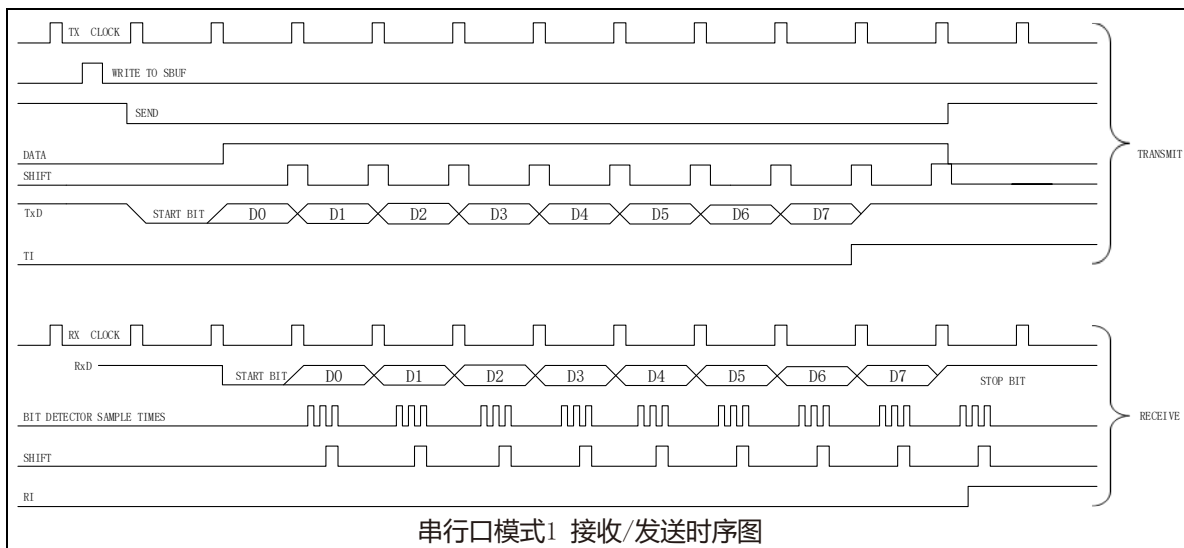 TX CLOCK
WRITE TO SBUF
SEND
DATA
SHIFT
TxD START BIT D0 D1 D2 D3 D4 D5 D6 D7
TI
TRANSMIT
RX CLOCK
RxD START BIT D0 D1 D2 D3 D4 D5 D6 D7 STOP BIT
BIT DETECTOR SAMPLE TIMES
SHIFT
RI
RECEIVE
串行口模式1 接收/发送时序图